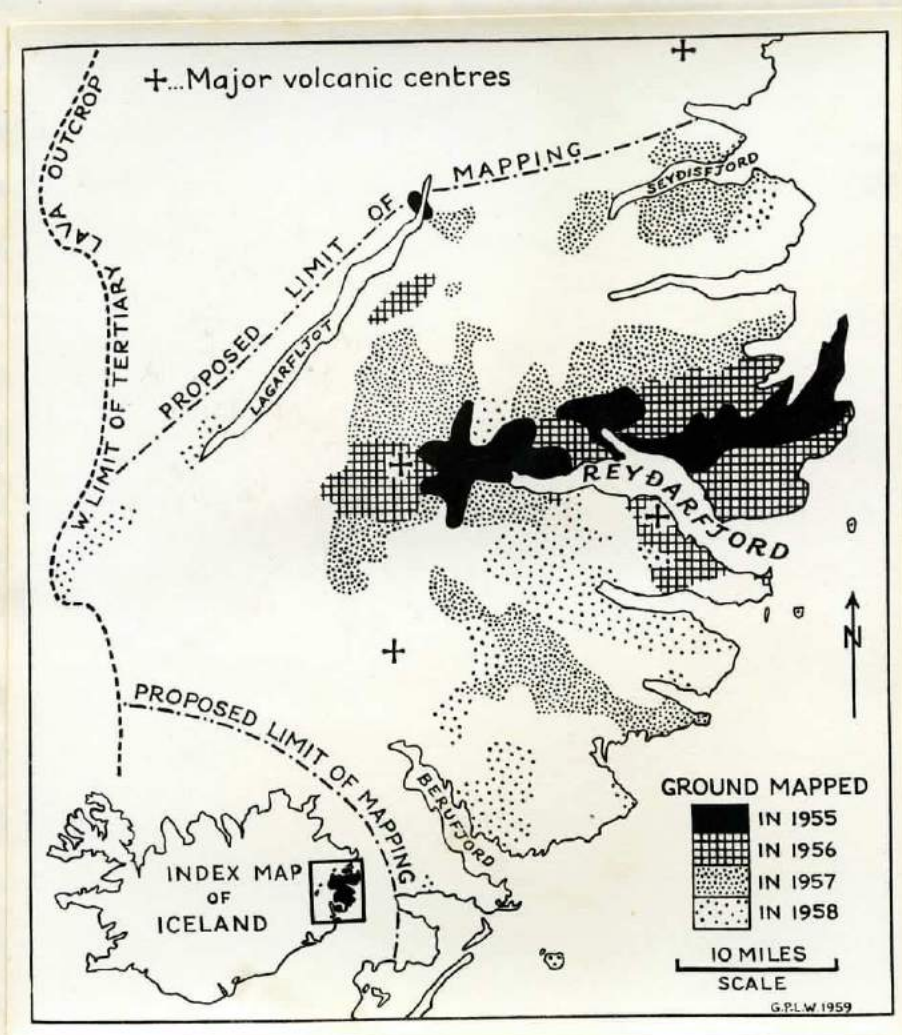 +...Major volcanic centres
W. LIMIT OF TERTIARY LAVA OUTCROP
PROPOSED LIMIT OF MAPPING
SEYDISFJORD
LAGARFLJOT
REYÐARFJORD
N
PROPOSED LIMIT OF MAPPING
BERUFJORD
INDEX MAP
OF
ICELAND
GROUND MAPPED
IN 1955
IN 1956
IN 1957
IN 1958
10 MILES
SCALE
G.P.L.W. 1959